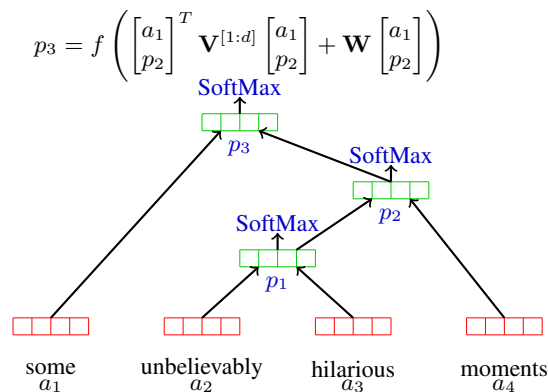 p₃ = f ( [a₁ p₂]ᵀ V^[1:d] [a₁ p₂] + W [a₁ p₂] )
SoftMax
p₃
SoftMax
p₂
SoftMax
p₁
some unbelievably hilarious moments
a₁ a₂ a₃ a₄